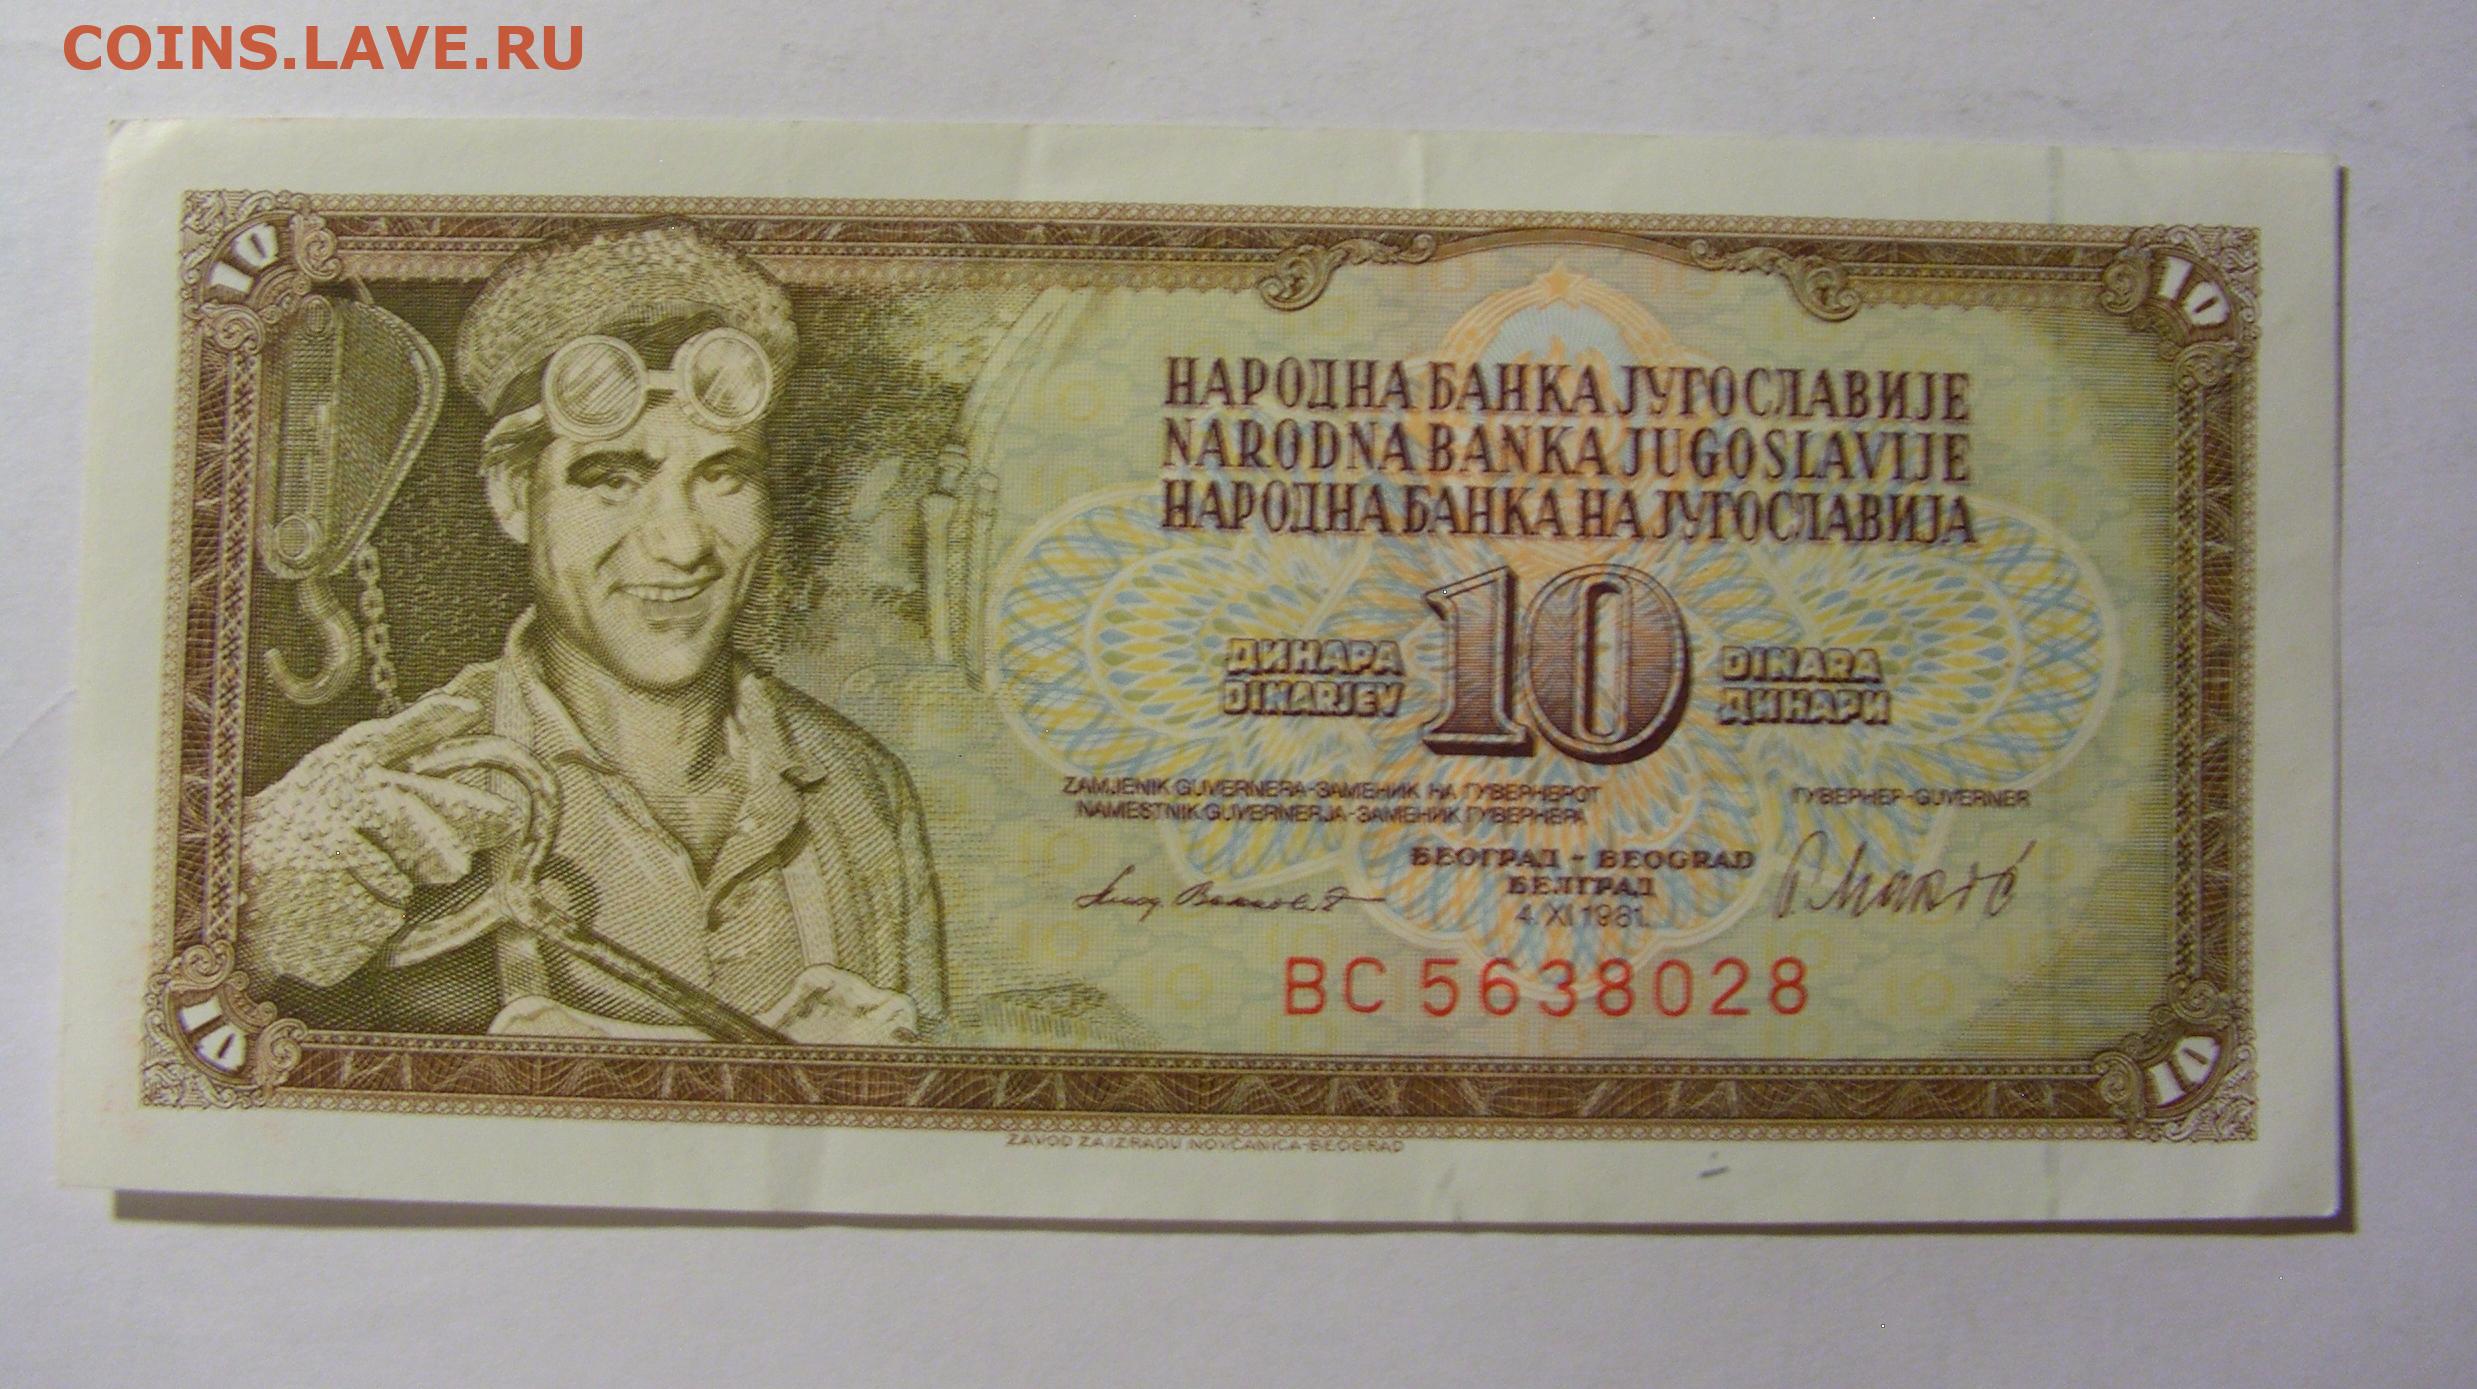 COINS.LAVE.RU
10
10
НАРОДНА БАНКА ЈУГОСЛАВИЈЕ
NARODNA BANKA JUGOSLAVIJE
НАРОДНА БАНКА НА ЈУГОСЛАВИЈА
ДИНАРА 10 DINARA
DINARJEV ДИНАРИ
ZAMJENIK GUVERNERA-ЗАМЕНИК НА ГУВЕРНЕРОТ
NAMESTNIK GUVERNERJA-ЗАМЕНИК ГУВЕРНЕРА
ГУВЕРНЕР-GUVERNER
БЕОГРАД - BEOGRAD
БЕЛГРАД
4. XI 1981.
BC 5638028
10
10
ZAVOD ZA IZRADU NOVČANICA-BEOGRAD